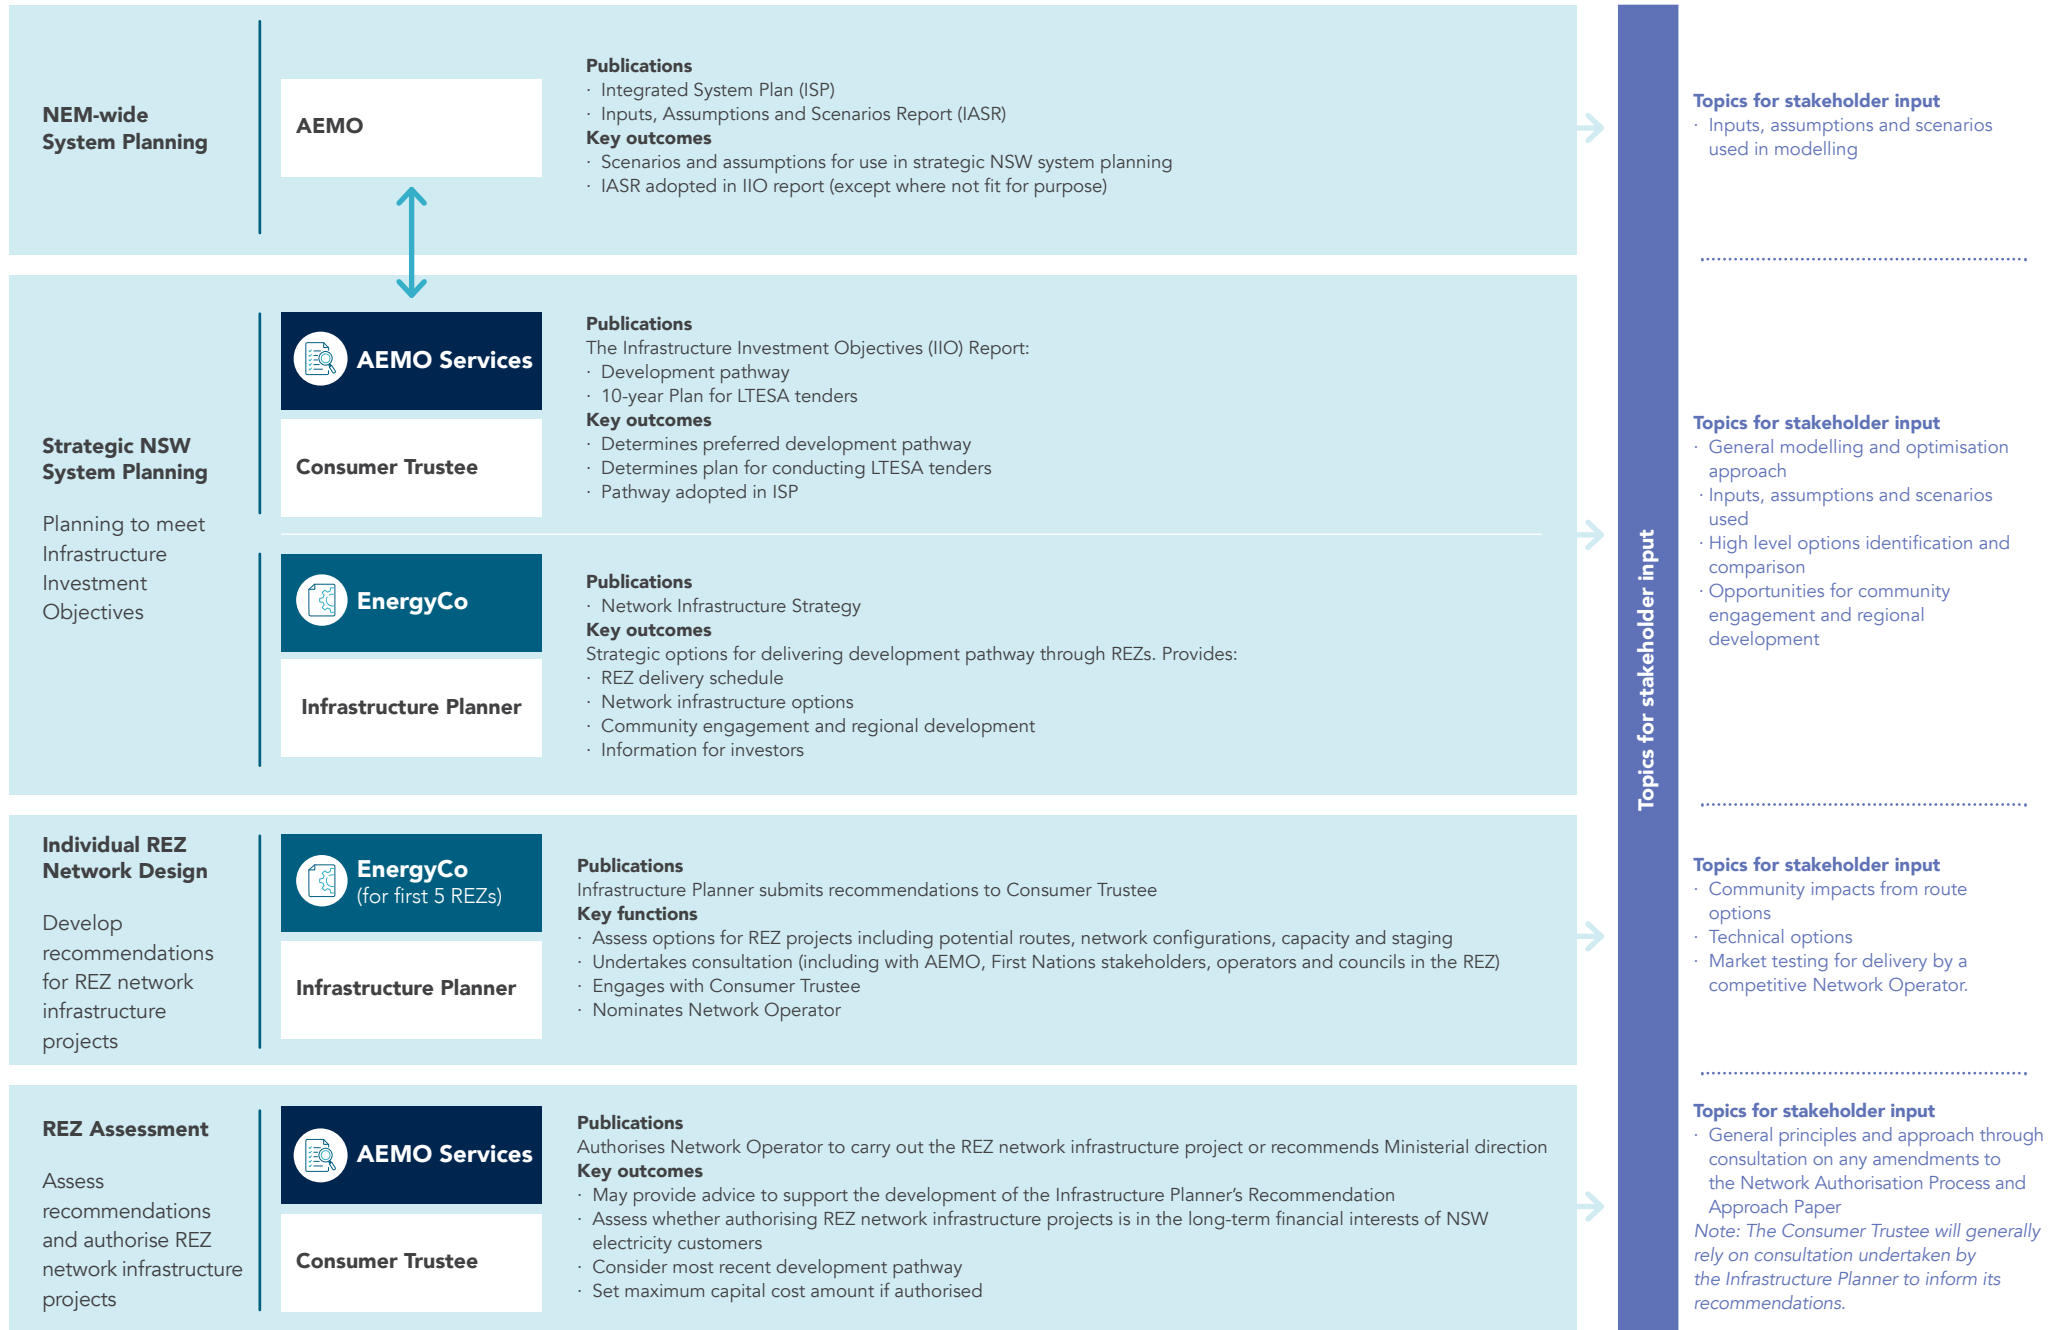 NEM-wide
System Planning
AEMO
Publications
· Integrated System Plan (ISP)
· Inputs, Assumptions and Scenarios Report (IASR)
Key outcomes
· Scenarios and assumptions for use in strategic NSW system planning
· IASR adopted in IIO report (except where not fit for purpose)
Topics for stakeholder input
· Inputs, assumptions and scenarios
used in modelling
Strategic NSW
System Planning
Planning to meet
Infrastructure
Investment
Objectives
AEMO Services
Consumer Trustee
Publications
The Infrastructure Investment Objectives (IIO) Report:
· Development pathway
· 10-year Plan for LTESA tenders
Key outcomes
· Determines preferred development pathway
· Determines plan for conducting LTESA tenders
· Pathway adopted in ISP
EnergyCo
Infrastructure Planner
Publications
· Network Infrastructure Strategy
Key outcomes
Strategic options for delivering development pathway through REZs. Provides:
· REZ delivery schedule
· Network infrastructure options
· Community engagement and regional development
· Information for investors
Topics for stakeholder input
Topics for stakeholder input
· General modelling and optimisation
approach
· Inputs, assumptions and scenarios
used
· High level options identification and
comparison
· Opportunities for community
engagement and regional
development
Individual REZ
Network Design
Develop
recommendations
for REZ network
infrastructure
projects
EnergyCo
(for first 5 REZs)
Infrastructure Planner
Publications
Infrastructure Planner submits recommendations to Consumer Trustee
Key functions
· Assess options for REZ projects including potential routes, network configurations, capacity and staging
· Undertakes consultation (including with AEMO, First Nations stakeholders, operators and councils in the REZ)
· Engages with Consumer Trustee
· Nominates Network Operator
Topics for stakeholder input
· Community impacts from route
options
· Technical options
· Market testing for delivery by a
competitive Network Operator.
REZ Assessment
Assess
recommendations
and authorise REZ
network infrastructure
projects
AEMO Services
Consumer Trustee
Publications
Authorises Network Operator to carry out the REZ network infrastructure project or recommends Ministerial direction
Key outcomes
· May provide advice to support the development of the Infrastructure Planner’s Recommendation
· Assess whether authorising REZ network infrastructure projects is in the long-term financial interests of NSW
electricity customers
· Consider most recent development pathway
· Set maximum capital cost amount if authorised
Topics for stakeholder input
· General principles and approach through
consultation on any amendments to
the Network Authorisation Process and
Approach Paper
Note: The Consumer Trustee will generally
rely on consultation undertaken by
the Infrastructure Planner to inform its
recommendations.